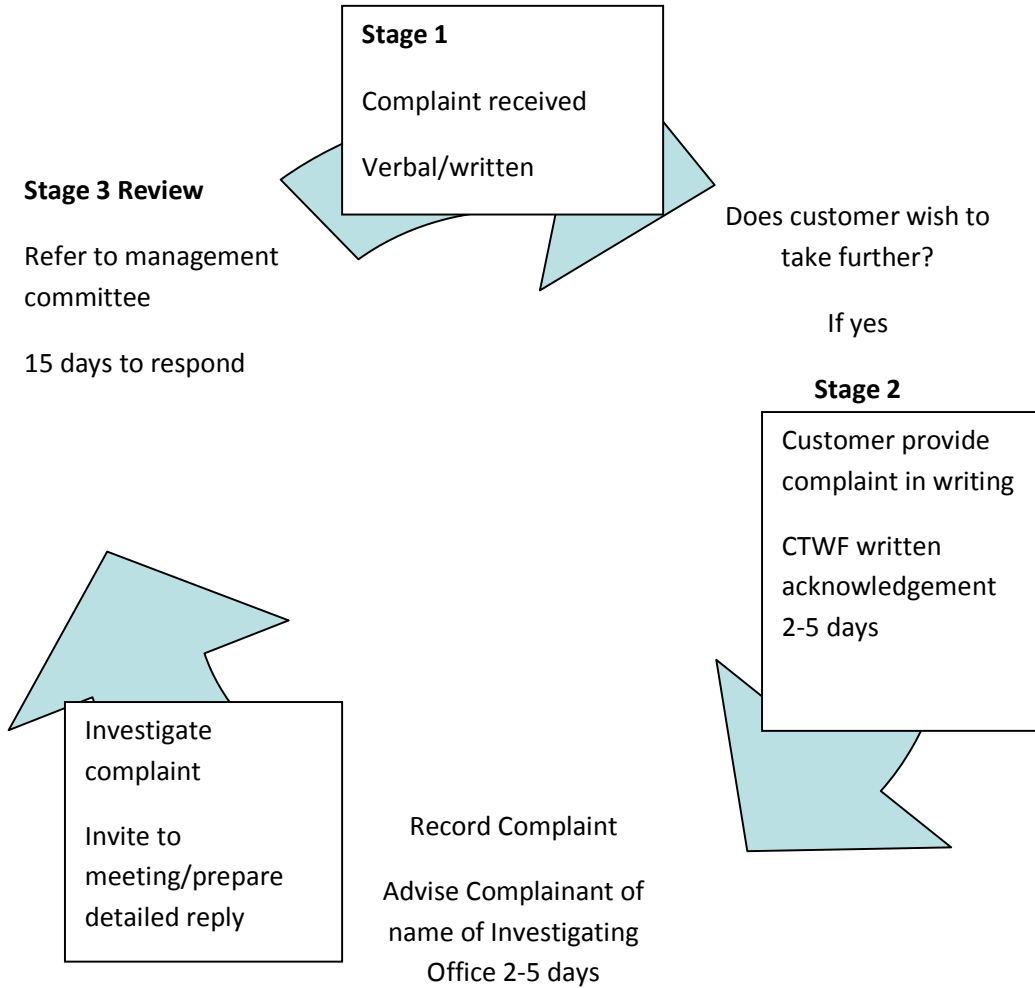 Stage 1
Complaint received
Verbal/written
Does customer wish to
take further?
If yes
Stage 2
Customer provide
complaint in writing
CTWF written
acknowledgement
2-5 days
Record Complaint
Advise Complainant of
name of Investigating
Office 2-5 days
Investigate
complaint
Invite to
meeting/prepare
detailed reply
Stage 3 Review
Refer to management
committee
15 days to respond